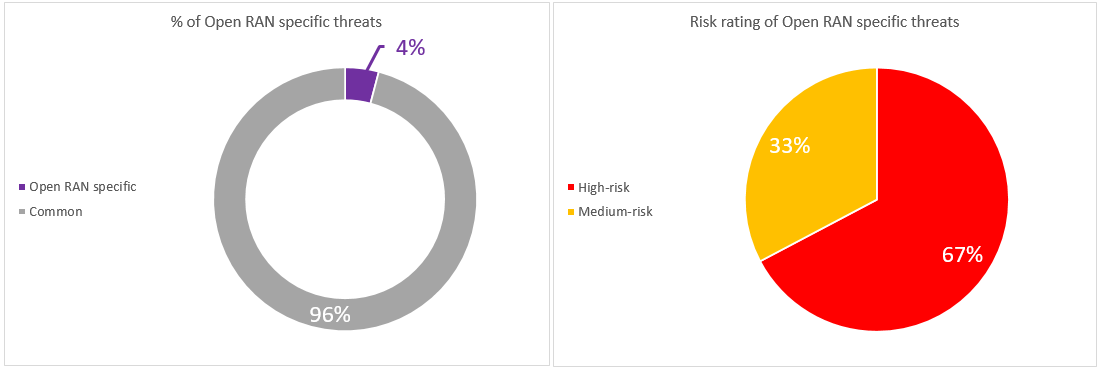 % of Open RAN specific threats
4%
Open RAN specific
Common
96%
Risk rating of Open RAN specific threats
33%
High-risk
Medium-risk
67%